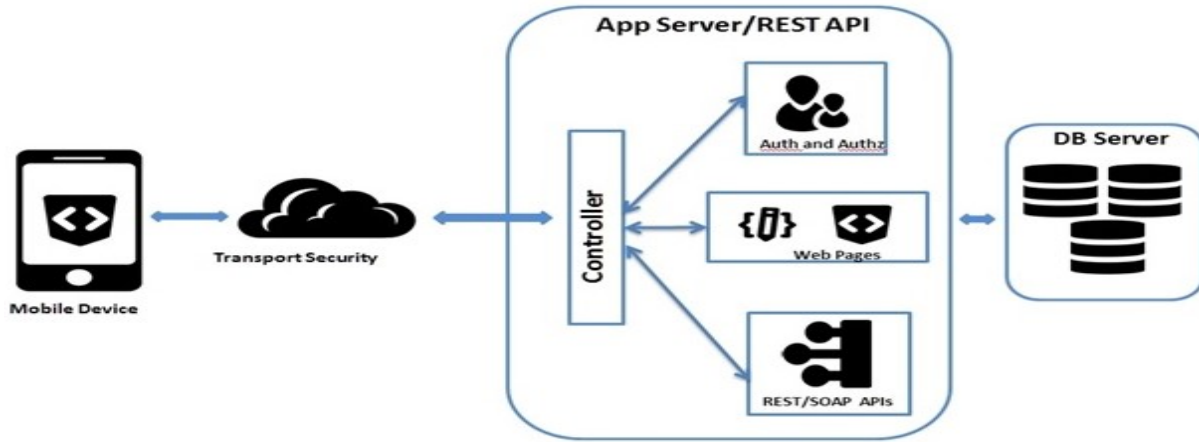 App Server/REST API
Auth and Authz
DB Server
Controller
Transport Security
Web Pages
Mobile Device
REST/SOAP APIs